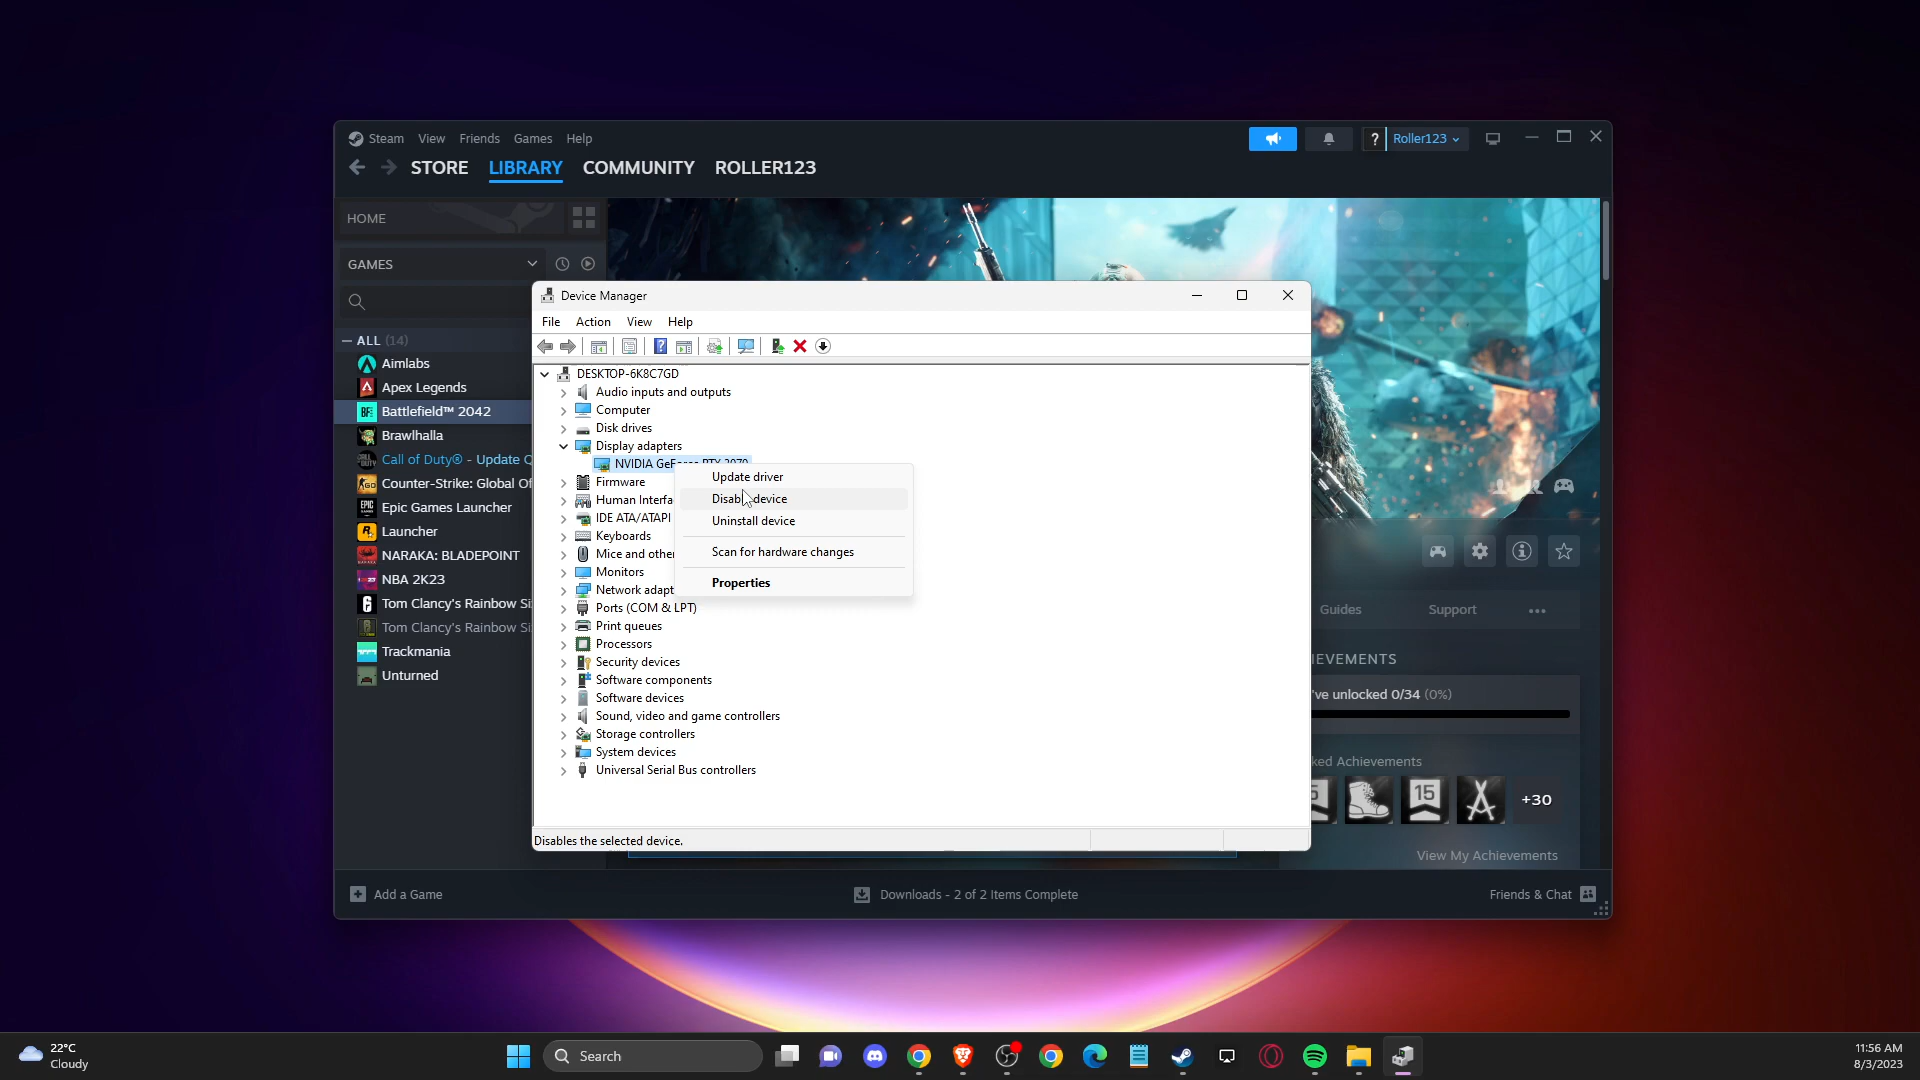 Steam View Friends Games Help
? Roller123
STORE LIBRARY COMMUNITY ROLLER123
HOME
GAMES
— ALL (14)
Aimlabs
Apex Legends
Battlefield™ 2042
Brawlhalla
Call of Duty® - Update Q
Counter-Strike: Global Of
Epic Games Launcher
Launcher
NARAKA: BLADEPOINT
NBA 2K23
Tom Clancy's Rainbow Si
Tom Clancy's Rainbow Si
Trackmania
Unturned
Device Manager
File Action View Help
DESKTOP-6K8C7GD
Audio inputs and outputs
Computer
Disk drives
Display adapters
NVIDIA GeForce RTX 2070
Firmware
Human Interfa
IDE ATA/ATAPI
Keyboards
Mice and other
Monitors
Network adapt
Ports (COM & LPT)
Print queues
Processors
Security devices
Software components
Software devices
Sound, video and game controllers
Storage controllers
System devices
Universal Serial Bus controllers
Update driver
Disable device
Uninstall device
Scan for hardware changes
Properties
Disables the selected device.
Guides Support
IEVEMENTS
've unlocked 0/34 (0%)
ked Achievements
15
+30
View My Achievements
Add a Game
Downloads - 2 of 2 Items Complete
Friends & Chat
22°C
Cloudy
Search
11:56 AM
8/3/2023